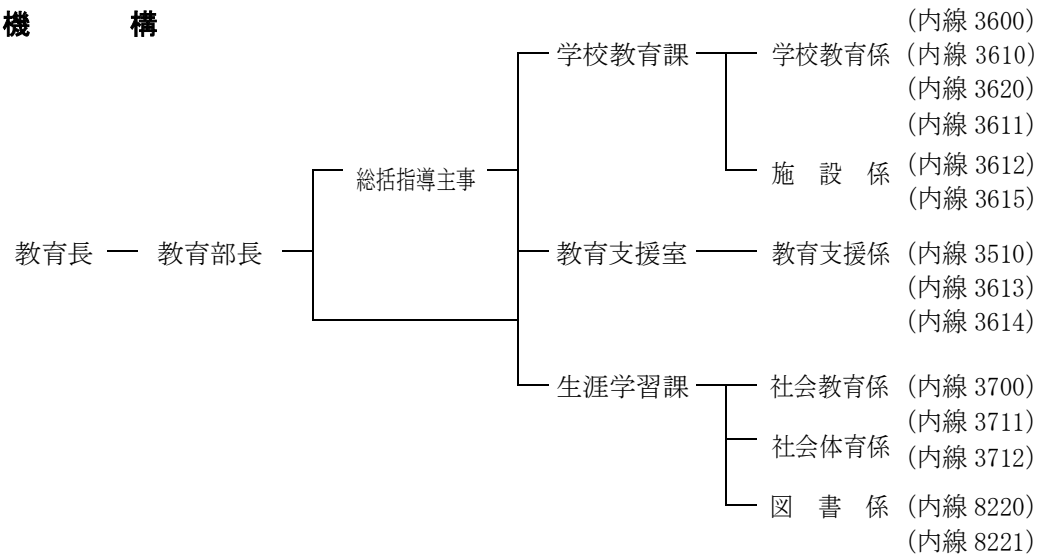 機　　　構
(内線 3600)
学校教育課　学校教育係 (内線 3610)
(内線 3620)
(内線 3611)
総括指導主事　施　設　係 (内線 3612)
(内線 3615)
教育長　教育部長　教育支援室　教育支援係 (内線 3510)
(内線 3613)
(内線 3614)
生涯学習課　社会教育係 (内線 3700)
(内線 3711)
社会体育係 (内線 3712)
図　書　係 (内線 8220)
(内線 8221)